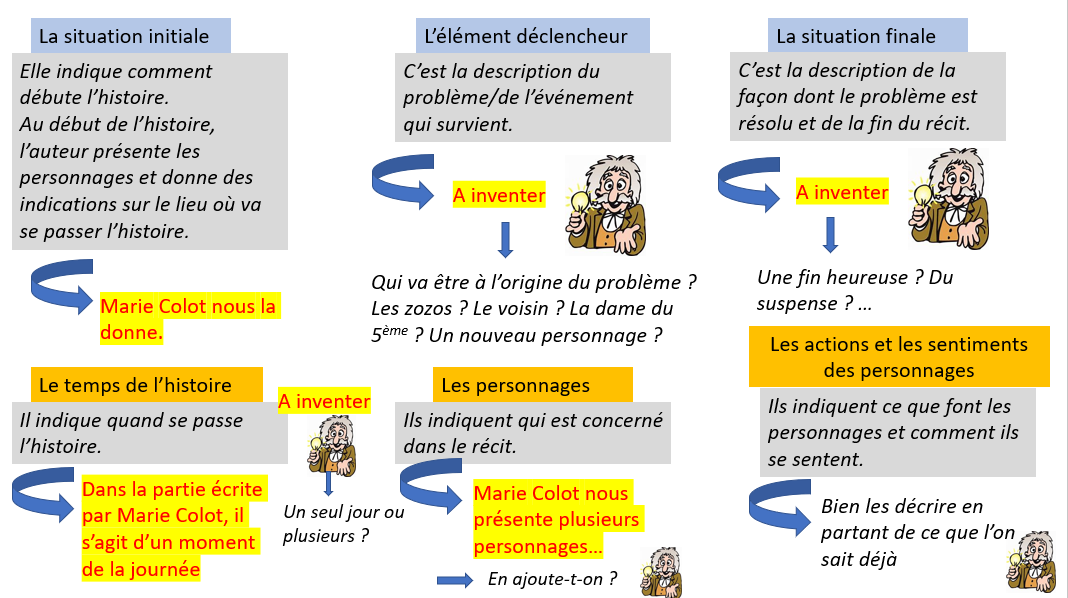 La situation initiale
Elle indique comment
débute l’histoire.
Au début de l’histoire,
l’auteur présente les
personnages et donne des
indications sur le lieu où va
se passer l’histoire.
Marie Colot nous la
donne.
L’élément déclencheur
C’est la description du
problème/de l’événement
qui survient.
A inventer
Qui va être à l’origine du problème ?
Les zozos ? Le voisin ? La dame du
5ème ? Un nouveau personnage ?
La situation finale
C’est la description de la
façon dont le problème est
résolu et de la fin du récit.
A inventer
Une fin heureuse ? Du
suspense ? …
Le temps de l’histoire
Il indique quand se passe
l’histoire.
Dans la partie écrite
par Marie Colot, il
s’agit d’un moment
de la journée
A inventer
Un seul jour ou
plusieurs ?
Les personnages
Ils indiquent qui est concerné
dans le récit.
Marie Colot nous
présente plusieurs
personnages…
En ajoute-t-on ?
Les actions et les sentiments
des personnages
Ils indiquent ce que font les
personnages et comment ils
se sentent.
Bien les décrire en
partant de ce que l’on
sait déjà